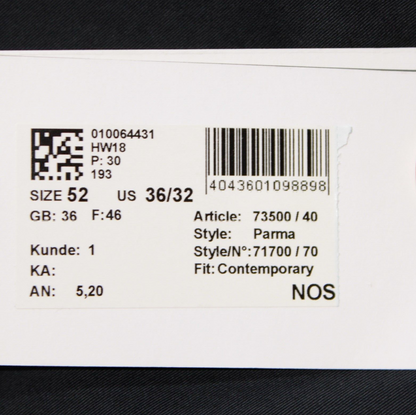 010064431
HW18
P: 30
193
4043601098898
SIZE 52 US 36/32
GB: 36 F:46
Article: 73500 / 40
Style: Parma
Style/N°:71700 / 70
Fit: Contemporary
Kunde: 1
KA:
AN: 5,20
NOS